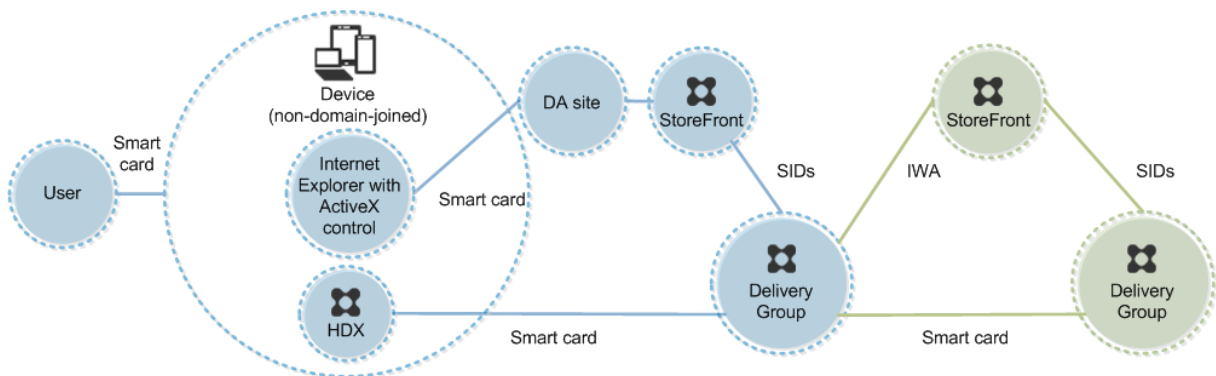 Device
(non-domain-joined)
Smart
card
User
Internet
Explorer with
ActiveX
control
HDX
Smart card
DA site
StoreFront
SIDs
Smart card
Delivery
Group
IWA
StoreFront
SIDs
Smart card
Delivery
Group